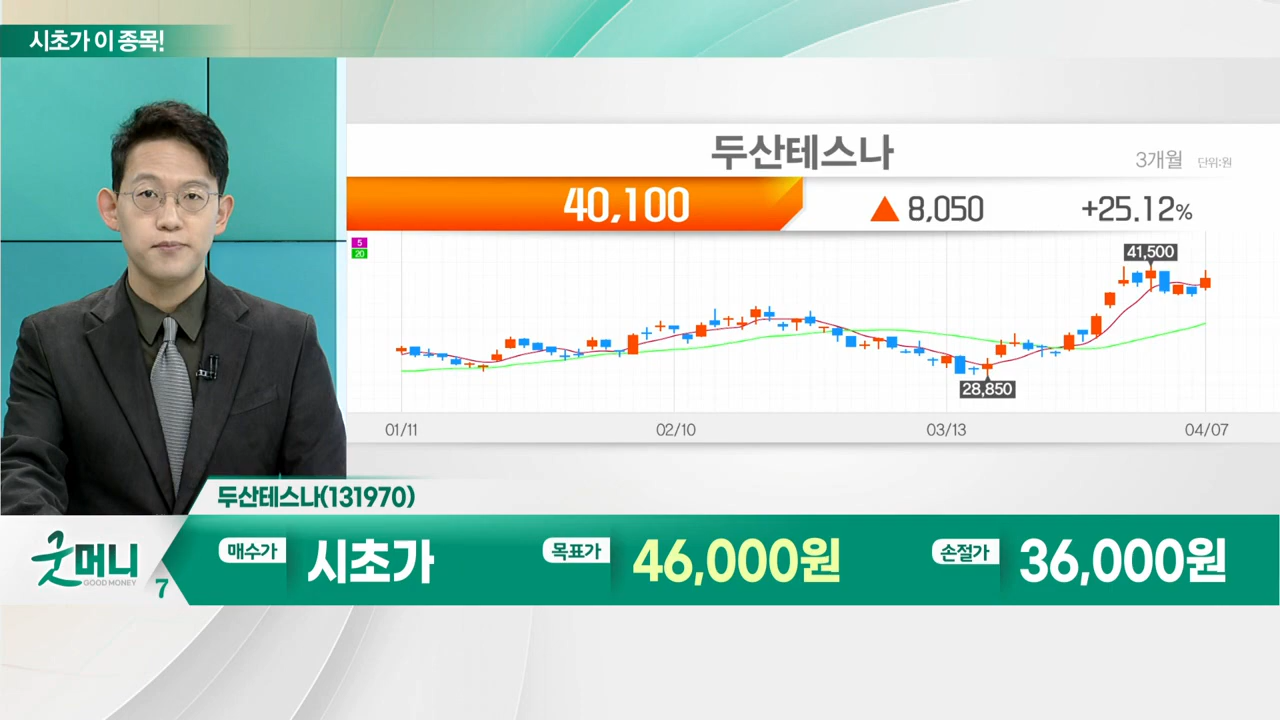 시초가 이 종목!
두산테스나
3개월 단위:원
40,100 ▲ 8,050 +25.12%
5
20
41,500
28,850
01/11 02/10 03/13 04/07
두산테스나(131970)
굿머니
GOOD MONEY
7
매수가 시초가 목표가 46,000원 손절가 36,000원